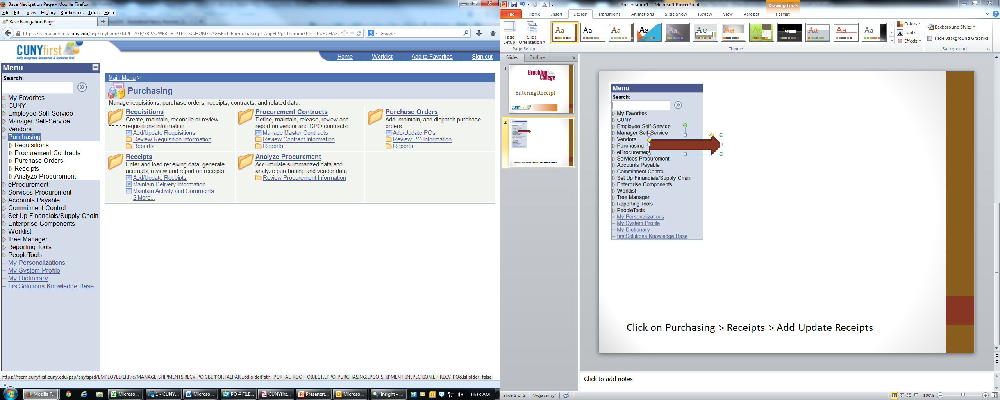 Base Navigation Page - Mozilla Firefox
File Edit View History Bookmarks Tools Help
Base Navigation Page
https://fscm.cunyfirst.cuny.edu/psp/cnyfsprd/EMPLOYEE/ERP/s/WEBLIB_PTPP_SC.HOMEPAGE.FieldFormula.IScript_AppHP?pt_fname=EPPO_PURCHASI
Google
CUNYfirst
Fully Integrated Resources & Services Tool
Home Worklist Add to Favorites Sign out
Menu
Search:
My Favorites
CUNY
Employee Self-Service
Manager Self-Service
Vendors
Purchasing
Requisitions
Procurement Contracts
Purchase Orders
Receipts
Analyze Procurement
eProcurement
Services Procurement
Accounts Payable
Commitment Control
Set Up Financials/Supply Chain
Enterprise Components
Worklist
Tree Manager
Reporting Tools
PeopleTools
My Personalizations
My System Profile
My Dictionary
firstSolutions Knowledge Base
Main Menu >
Purchasing
Manage requisitions, purchase orders, receipts, contracts, and related data.
Requisitions
Create, maintain, reconcile or review
requisitions information.
Add/Update Requisitions
Review Requisition Information
Reports
Procurement Contracts
Define, maintain, release, review and
report on vendor and GPO contracts.
Manage Master Contracts
Review Contract Information
Reports
Purchase Orders
Add, maintain, and dispatch purchase
orders.
Add/Update POs
Review PO Information
Reports
Receipts
Enter and load receiving data, generate
accruals, review and report on receipts.
Add/Update Receipts
Maintain Delivery Information
Maintain Activity and Comments
2 More...
Analyze Procurement
Accumulate summarized data and
analyze purchasing and vendor data.
Review Procurement Information
https://fscm.cunyfirst.cuny.edu/psp/cnyfsprd/EMPLOYEE/ERP/c/MANAGE_SHIPMENTS.RECV_PO.GBL?PORTALPAR...&FolderPath=PORTAL_ROOT_OBJECT.EPPO_PURCHASING.EPCO_SHIPMENT_INSPECTION.EP_RECV_PO&IsFolder=false
Mozilla F... Microso... 1 - CUNY... Microso... PO # FILE... CUNYfirs... Presentat... Microso... Insight - ... 11:13 AM
Presentation1 - Microsoft PowerPoint
Drawing Tools
File Home Insert Design Transitions Animations Slide Show Review View Acrobat Format
Page Setup
Slide Orientation
Page Setup
Aa Aa Aa Aa Aa Aa Aa Aa Aa Aa Aa Aa
Themes
Colors
Fonts
Effects
Background Styles
Hide Background Graphics
Background
Slides Outline
1
Brooklyn College
Entering Receipt
CUNYfirst
2
Click on Purchasing > Receipts > Add Update Receipts
Menu
Search:
My Favorites
CUNY
Employee Self-Service
Manager Self-Service
Vendors
Purchasing
eProcurement
Services Procurement
Accounts Payable
Commitment Control
Set Up Financials/Supply Chain
Enterprise Components
Worklist
Tree Manager
Reporting Tools
PeopleTools
My Personalizations
My System Profile
My Dictionary
firstSolutions Knowledge Base
Click on Purchasing > Receipts > Add Update Receipts
Click to add notes
Slide 2 of 2 "Adjacency" 100%